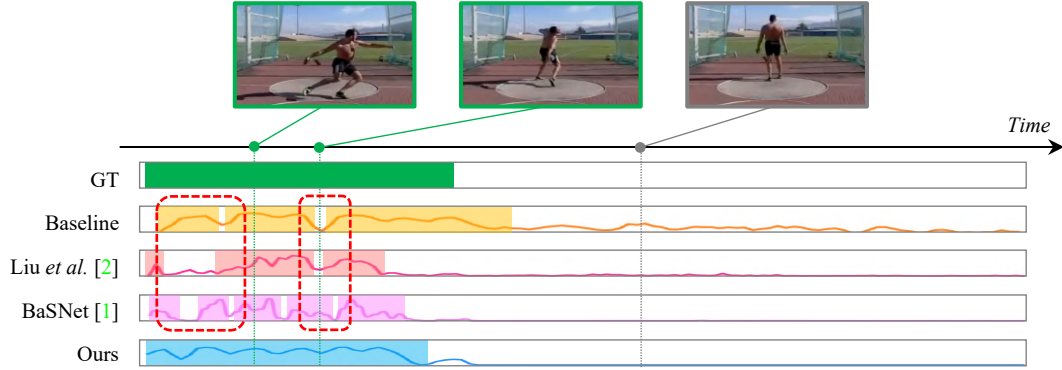 Time
GT
Baseline
Liu et al. [2]
BaSNet [1]
Ours